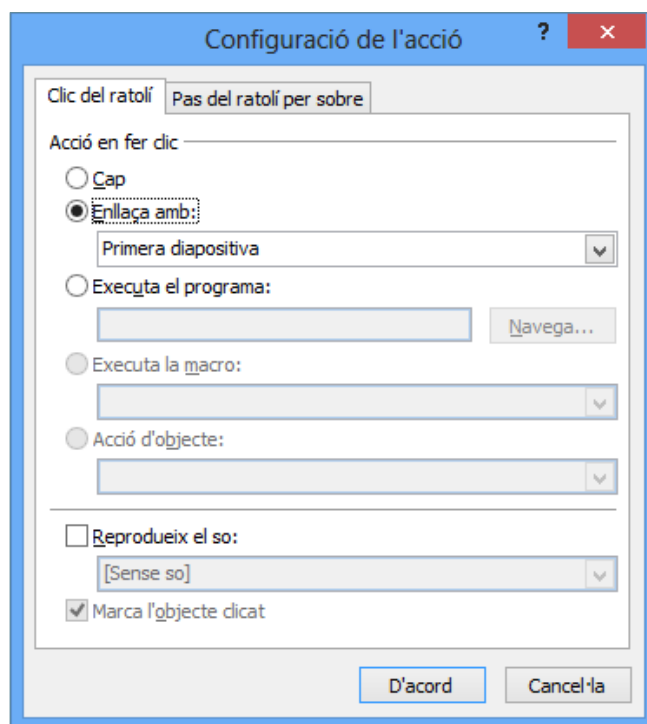 Configuració de l'acció
?
Clic del ratolí
Pas del ratolí per sobre
Acció en fer clic
Cap
Enllaça amb:
Primera diapositiva
Executa el programa:
Navega...
Executa la macro:
Acció d'objecte:
Reprodueix el so:
[Sense so]
Marca l'objecte clicat
D'acord
Cancel·la